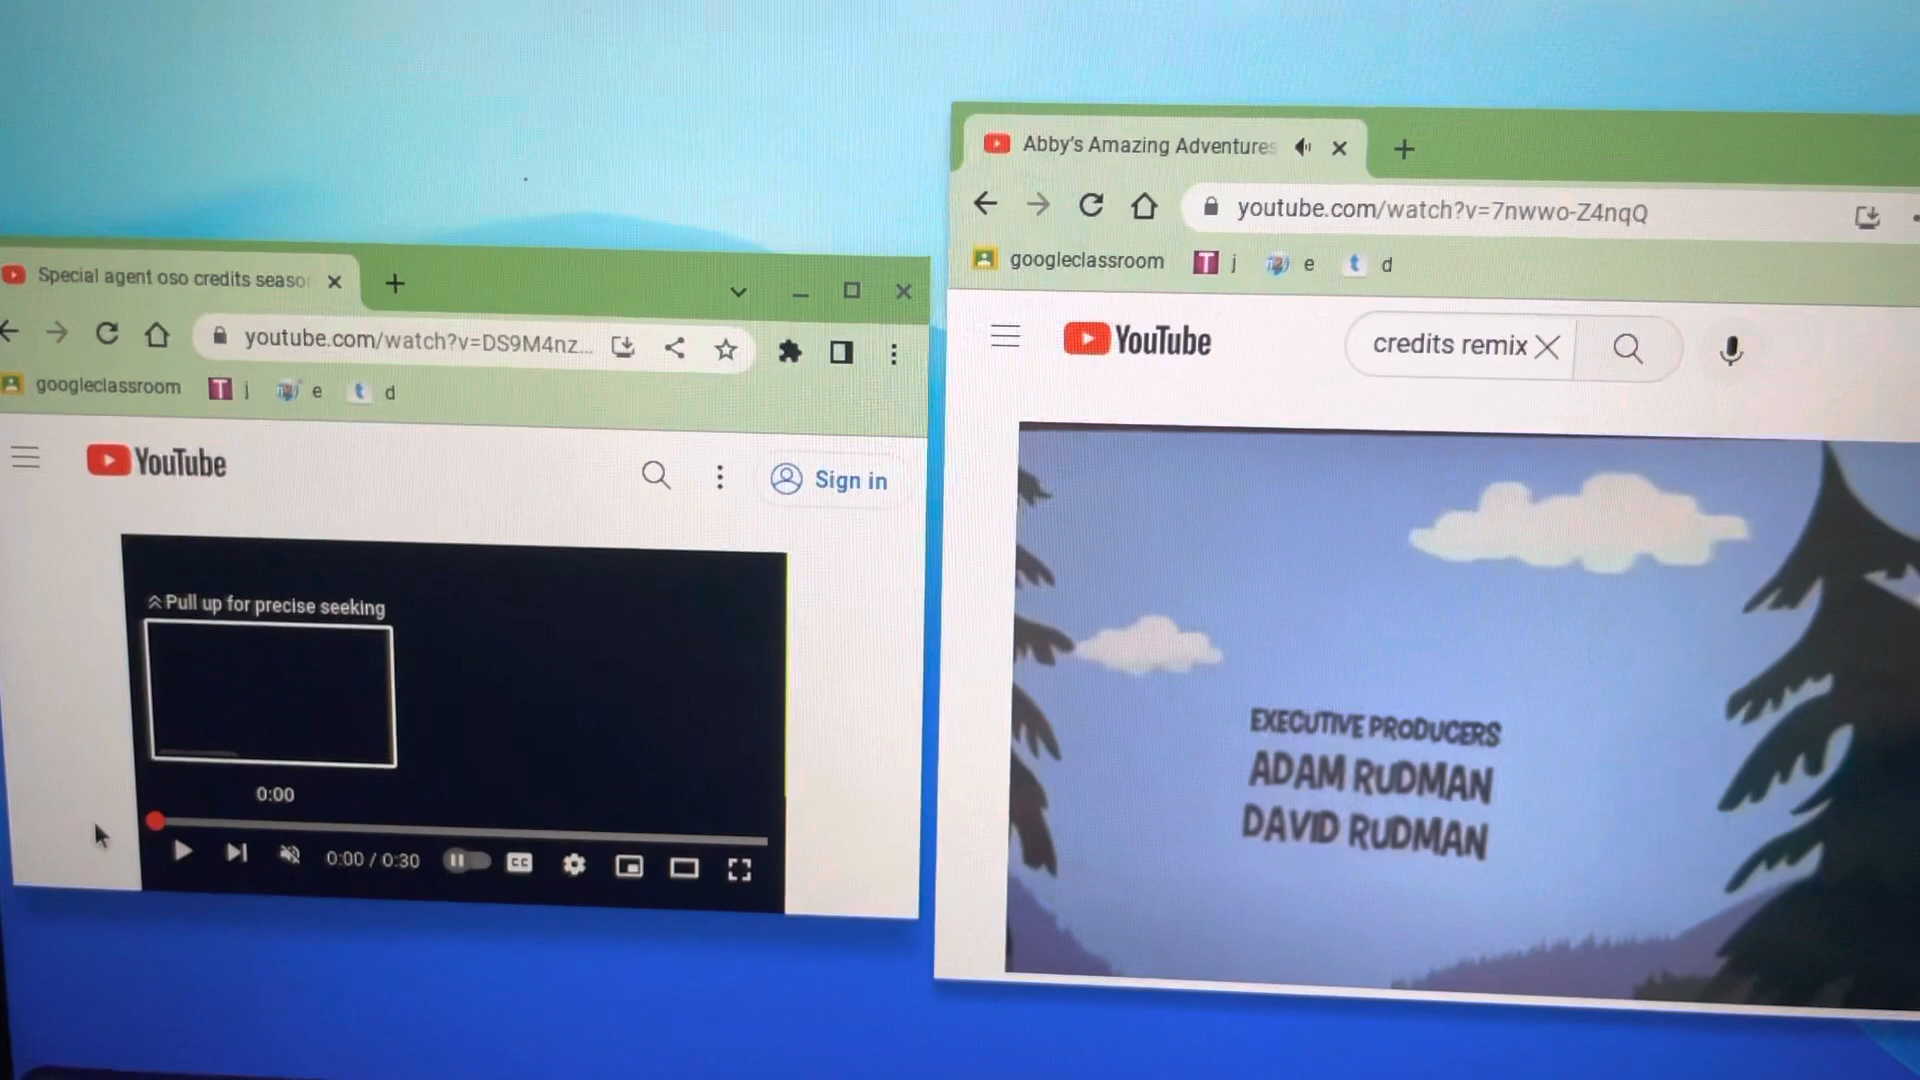 Special agent oso credits seaso
youtube.com/watch?v=DS9M4nz...
googleclassroom
j
e
d
YouTube
Sign in
Pull up for precise seeking
0:00
0:00 / 0:30
CC
Abby's Amazing Adventures
youtube.com/watch?v=7nwwo-Z4nqQ
googleclassroom
T
j
e
t
d
YouTube
credits remix
EXECUTIVE PRODUCERS
ADAM RUDMAN
DAVID RUDMAN